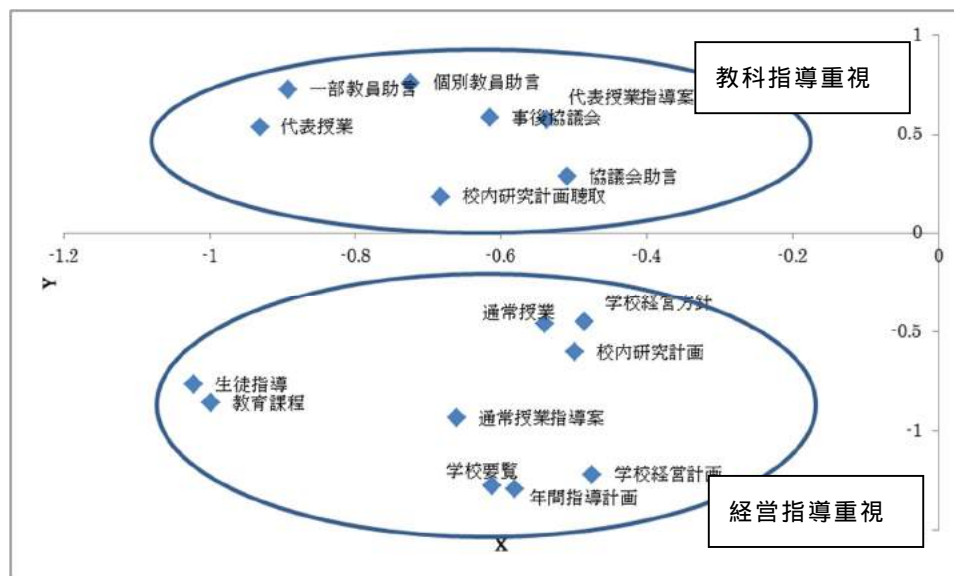 1
教科指導重視
一部教員助言
個別教員助言
代表授業指導案
代表授業
事後協議会
0.5
協議会助言
校内研究計画聴取
0
-1.2
-1
-0.8
-0.6
-0.4
-0.2
0
Y
学校経営方針
通常授業
-0.5
校内研究計画
生徒指導
教育課程
通常授業指導案
-1
学校要覧
学校経営計画
年間指導計画
経営指導重視
X